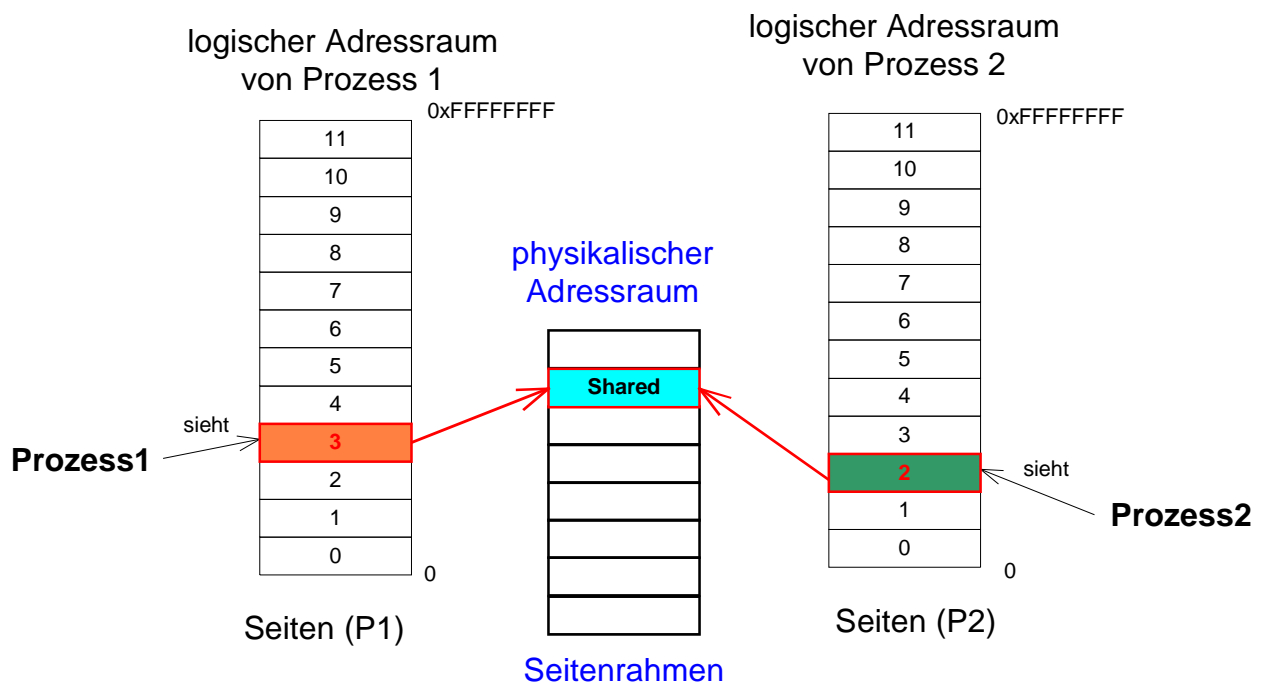 logischer Adressraum
von Prozess 1
0xFFFFFFFF
11
10
9
8
7
6
5
4
3
2
1
0
0
Seiten (P1)
sieht
Prozess1
physikalischer
Adressraum
Shared
Seitenrahmen
logischer Adressraum
von Prozess 2
0xFFFFFFFF
11
10
9
8
7
6
5
4
3
2
1
0
0
Seiten (P2)
sieht
Prozess2